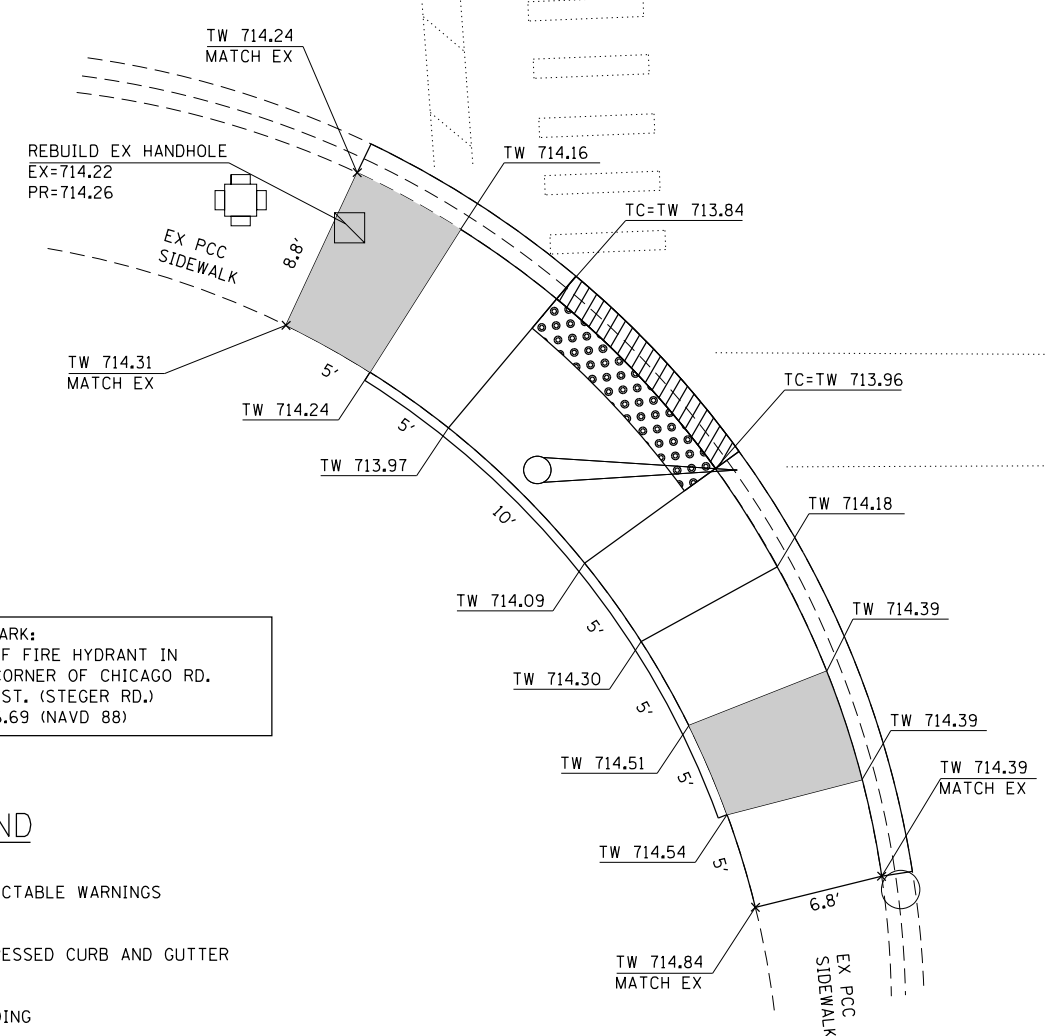 TW 714.24
MATCH EX
REBUILD EX HANDHOLE
EX=714.22
PR=714.26
TW 714.16
TC=TW 713.84
EX PCC
SIDEWALK
8.8'
TW 714.31
MATCH EX
5'
TC=TW 713.96
TW 714.24
5'
TW 713.97
10'
TW 714.18
TW 714.09
5'
TW 714.39
TW 714.30
5'
TW 714.39
TW 714.51
5'
TW 714.39
MATCH EX
TW 714.54
5'
6.8'
TW 714.84
MATCH EX
EX PCC
SIDEWALK
ARK:
F FIRE HYDRANT IN
CORNER OF CHICAGO RD.
ST. (STEGER RD.)
.69 (NAVD 88)
ND
CTABLE WARNINGS
ESSED CURB AND GUTTER
DING